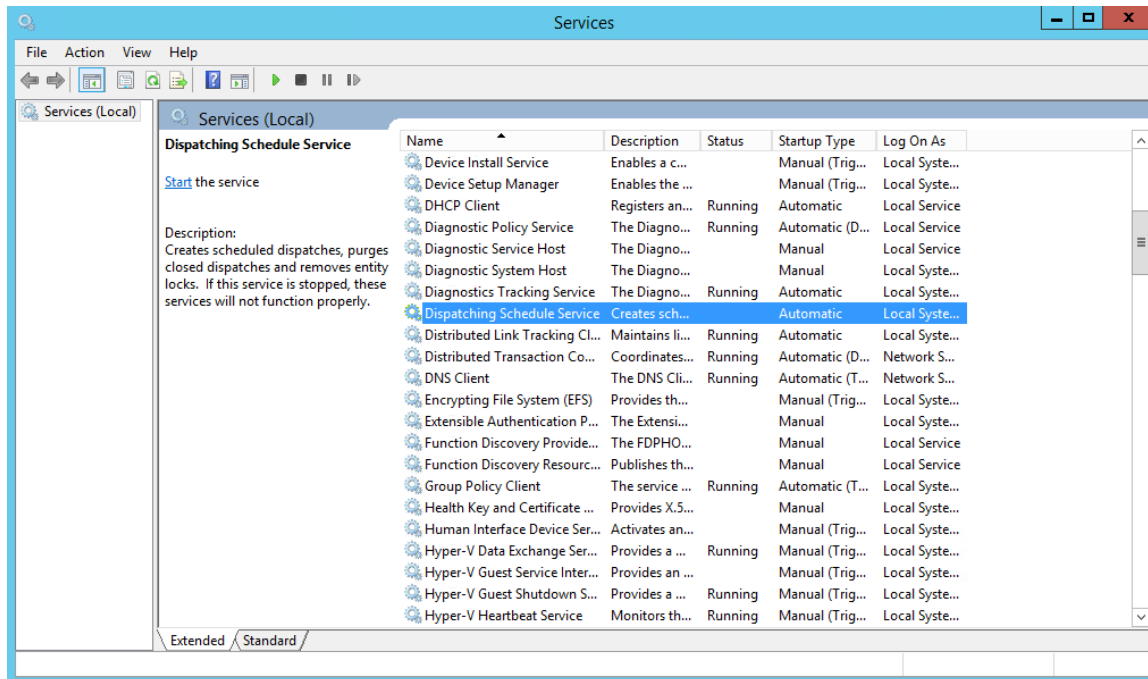 Services
File Action View Help
Services (Local)
Services (Local)
Dispatching Schedule Service
Start the service
Description:
Creates scheduled dispatches, purges
closed dispatches and removes entity
locks. If this service is stopped, these
services will not function properly.
Name Description Status Startup Type Log On As
Device Install Service Enables a c... Manual (Trig... Local Syste...
Device Setup Manager Enables the ... Manual (Trig... Local Syste...
DHCP Client Registers an... Running Automatic Local Service
Diagnostic Policy Service The Diagno... Running Automatic (D... Local Service
Diagnostic Service Host The Diagno... Manual Local Service
Diagnostic System Host The Diagno... Manual Local Syste...
Diagnostics Tracking Service The Diagno... Running Automatic Local Syste...
Dispatching Schedule Service Creates sch... Automatic Local Syste...
Distributed Link Tracking Cl... Maintains li... Running Automatic Local Syste...
Distributed Transaction Co... Coordinates... Running Automatic (D... Network S...
DNS Client The DNS Cli... Running Automatic (T... Network S...
Encrypting File System (EFS) Provides th... Manual (Trig... Local Syste...
Extensible Authentication P... The Extensi... Manual Local Syste...
Function Discovery Provide... The FDPHO... Manual Local Service
Function Discovery Resourc... Publishes th... Manual Local Service
Group Policy Client The service ... Running Automatic (T... Local Syste...
Health Key and Certificate ... Provides X.5... Manual Local Syste...
Human Interface Device Ser... Activates an... Manual (Trig... Local Syste...
Hyper-V Data Exchange Ser... Provides a ... Running Manual (Trig... Local Syste...
Hyper-V Guest Service Inter... Provides an ... Manual (Trig... Local Syste...
Hyper-V Guest Shutdown S... Provides a ... Running Manual (Trig... Local Syste...
Hyper-V Heartbeat Service Monitors th... Running Manual (Trig... Local Syste...
Extended Standard